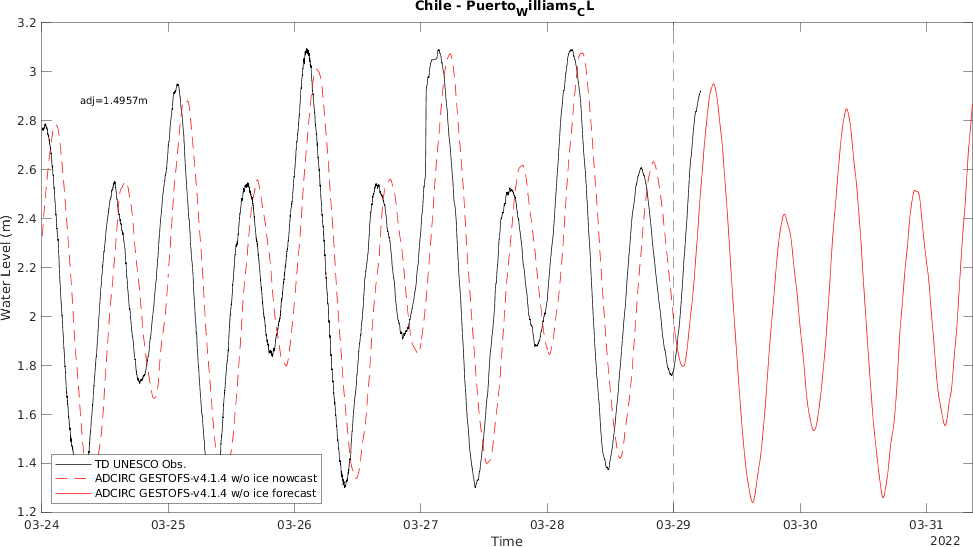 Chile - PuertoWilliamsCL
3.2
3
2.8
2.6
2.4
2.2
2
1.8
1.6
1.4
1.2
Water Level (m)
adj=1.4957m
TD UNESCO Obs.
ADCIRC GESTOFS-v4.1.4 w/o ice nowcast
ADCIRC GESTOFS-v4.1.4 w/o ice forecast
03-24 03-25 03-26 03-27 03-28 03-29 03-30 03-31
Time
2022